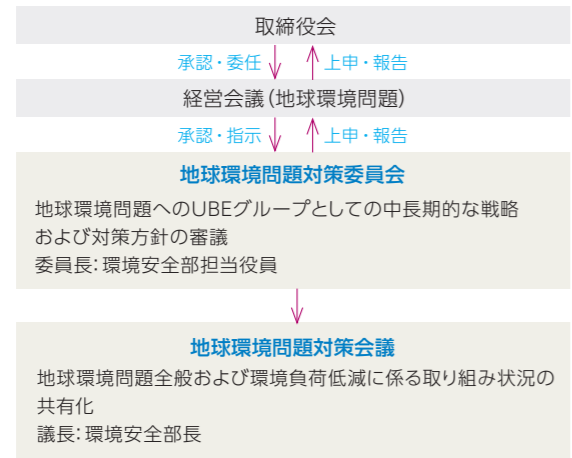 取締役会
承認・委任 上申・報告
経営会議(地球環境問題)
承認・指示 上申・報告
地球環境問題対策委員会
地球環境問題へのUBEグループとしての中長期的な戦略
および対策方針の審議
委員長：環境安全部担当役員
地球環境問題対策会議
地球環境問題全般および環境負荷低減に係る取り組み状況の
共有化
議長：環境安全部長